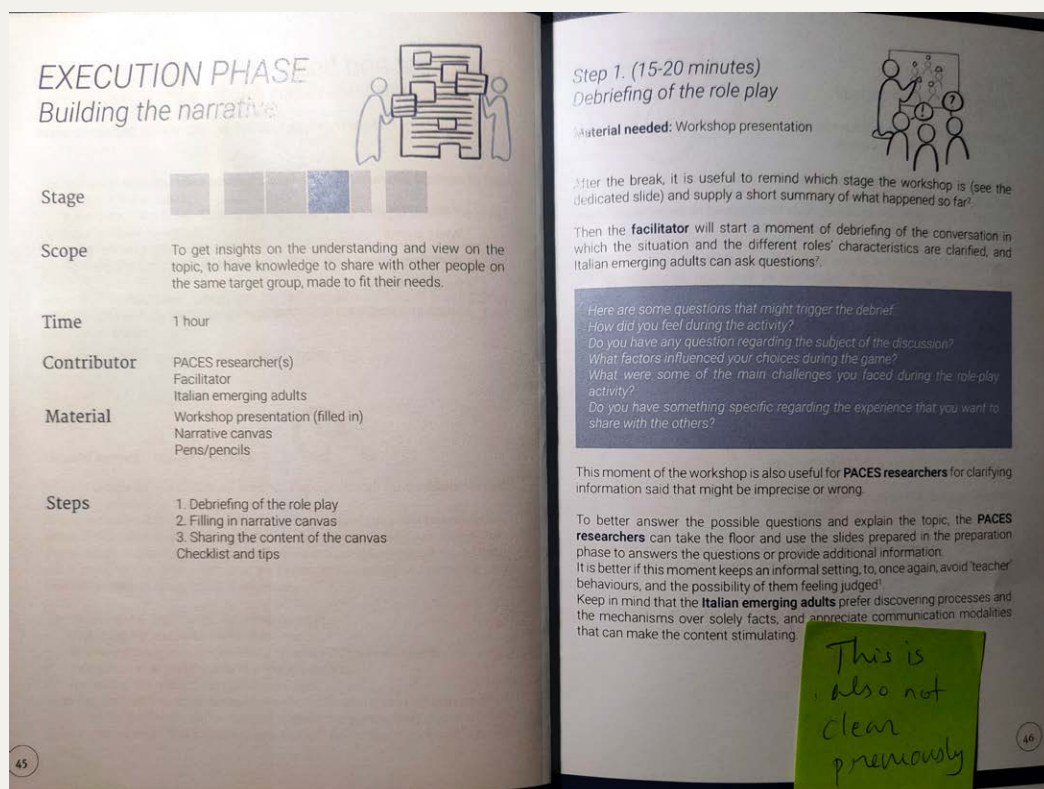 EXECUTION PHASE
Building the narrative
Stage
Scope
To get insights on the understanding and view on the
topic, to have knowledge to share with other people on
the same target group, made to fit their needs.
Time
1 hour
Contributor
PACES researcher(s)
Facilitator
Italian emerging adults
Material
Workshop presentation (filled in)
Narrative canvas
Pens/pencils
Steps
1. Debriefing of the role play
2. Filling in narrative canvas
3. Sharing the content of the canvas
Checklist and tips
45
Step 1. (15-20 minutes)
Debriefing of the role play
Material needed: Workshop presentation
After the break, it is useful to remind which stage the workshop is (see the
dedicated slide) and supply a short summary of what happened so far².
Then the facilitator will start a moment of debriefing of the conversation in
which the situation and the different roles' characteristics are clarified, and
Italian emerging adults can ask questions⁷.
Here are some questions that might trigger the debrief
How did you feel during the activity?
Do you have any question regarding the subject of the discussion?
What factors influenced your choices during the game?
What were some of the main challenges you faced during the role-play
activity?
Do you have something specific regarding the experience that you want to
share with the others?
This moment of the workshop is also useful for PACES researchers for clarifying
information said that might be imprecise or wrong.
To better answer the possible questions and explain the topic, the PACES
researchers can take the floor and use the slides prepared in the preparation
phase to answers the questions or provide additional information.
It is better if this moment keeps an informal setting, to, once again, avoid 'teacher'
behaviours, and the possibility of them feeling judged¹.
Keep in mind that the Italian emerging adults prefer discovering processes and
the mechanisms over solely facts, and appreciate communication modalities
that can make the content stimulating.
This is
also not
clear
previously
46